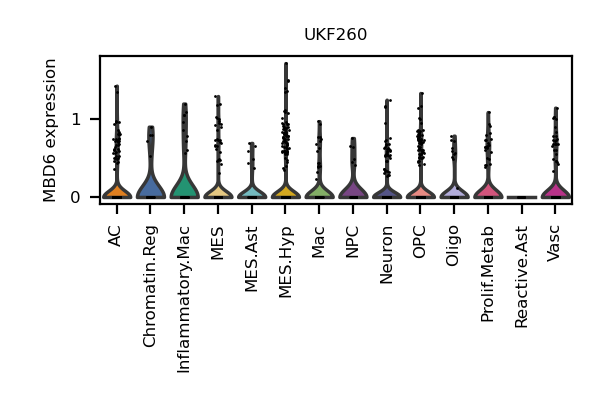 UKF260
MBD6 expression
1
0
AC
Chromatin.Reg
Inflammatory.Mac
MES
MES.Ast
MES.Hyp
Mac
NPC
Neuron
OPC
Oligo
Prolif.Metab
Reactive.Ast
Vasc